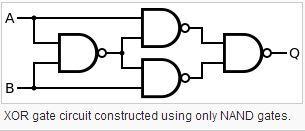 A
Q
B
XOR gate circuit constructed using only NAND gates.